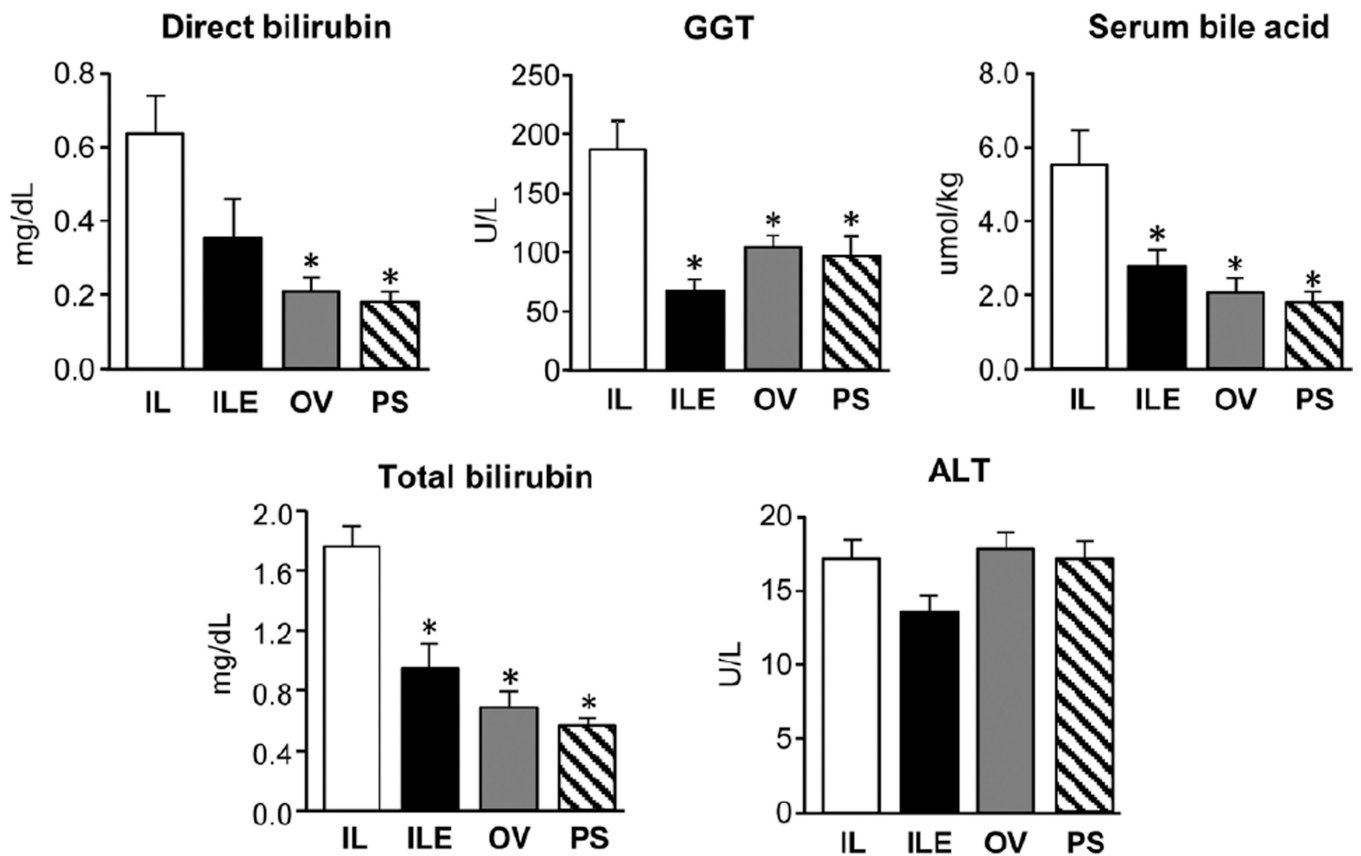 Direct bilirubin
mg/dL
0.8
0.6
0.4
0.2
0.0
*
*
IL ILE OV PS
GGT
U/L
250
200
150
100
50
0
*
*
*
IL ILE OV PS
Serum bile acid
umol/kg
8.0
6.0
4.0
2.0
0.0
*
*
*
IL ILE OV PS
Total bilirubin
mg/dL
2.0
1.6
1.2
0.8
0.4
0.0
*
*
*
IL ILE OV PS
ALT
U/L
20
15
10
5
0
IL ILE OV PS